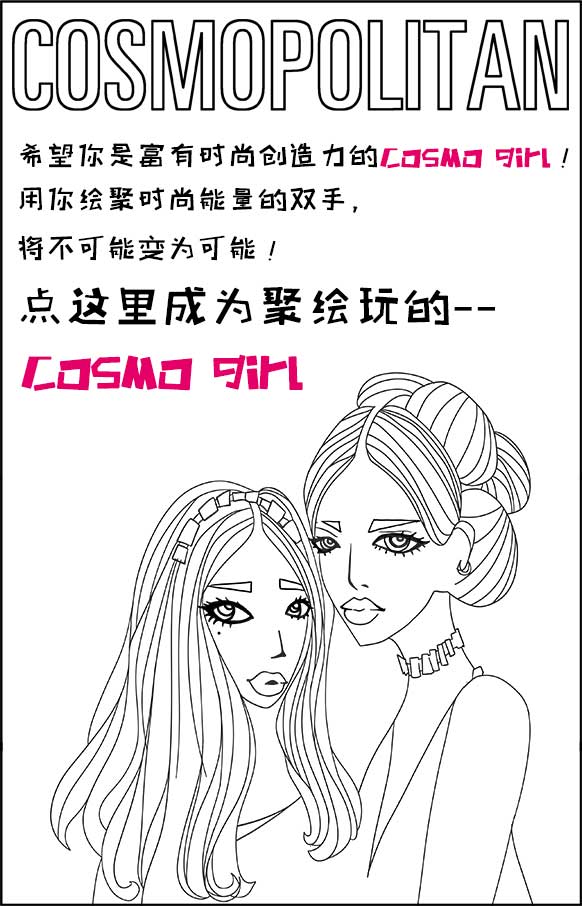 COSMOPOLITAN
希望你是富有时尚创造力的Cosmo girl！
用你绘聚时尚能量的双手，
将不可能变为可能！
点这里成为聚绘玩的--
Cosmo girl